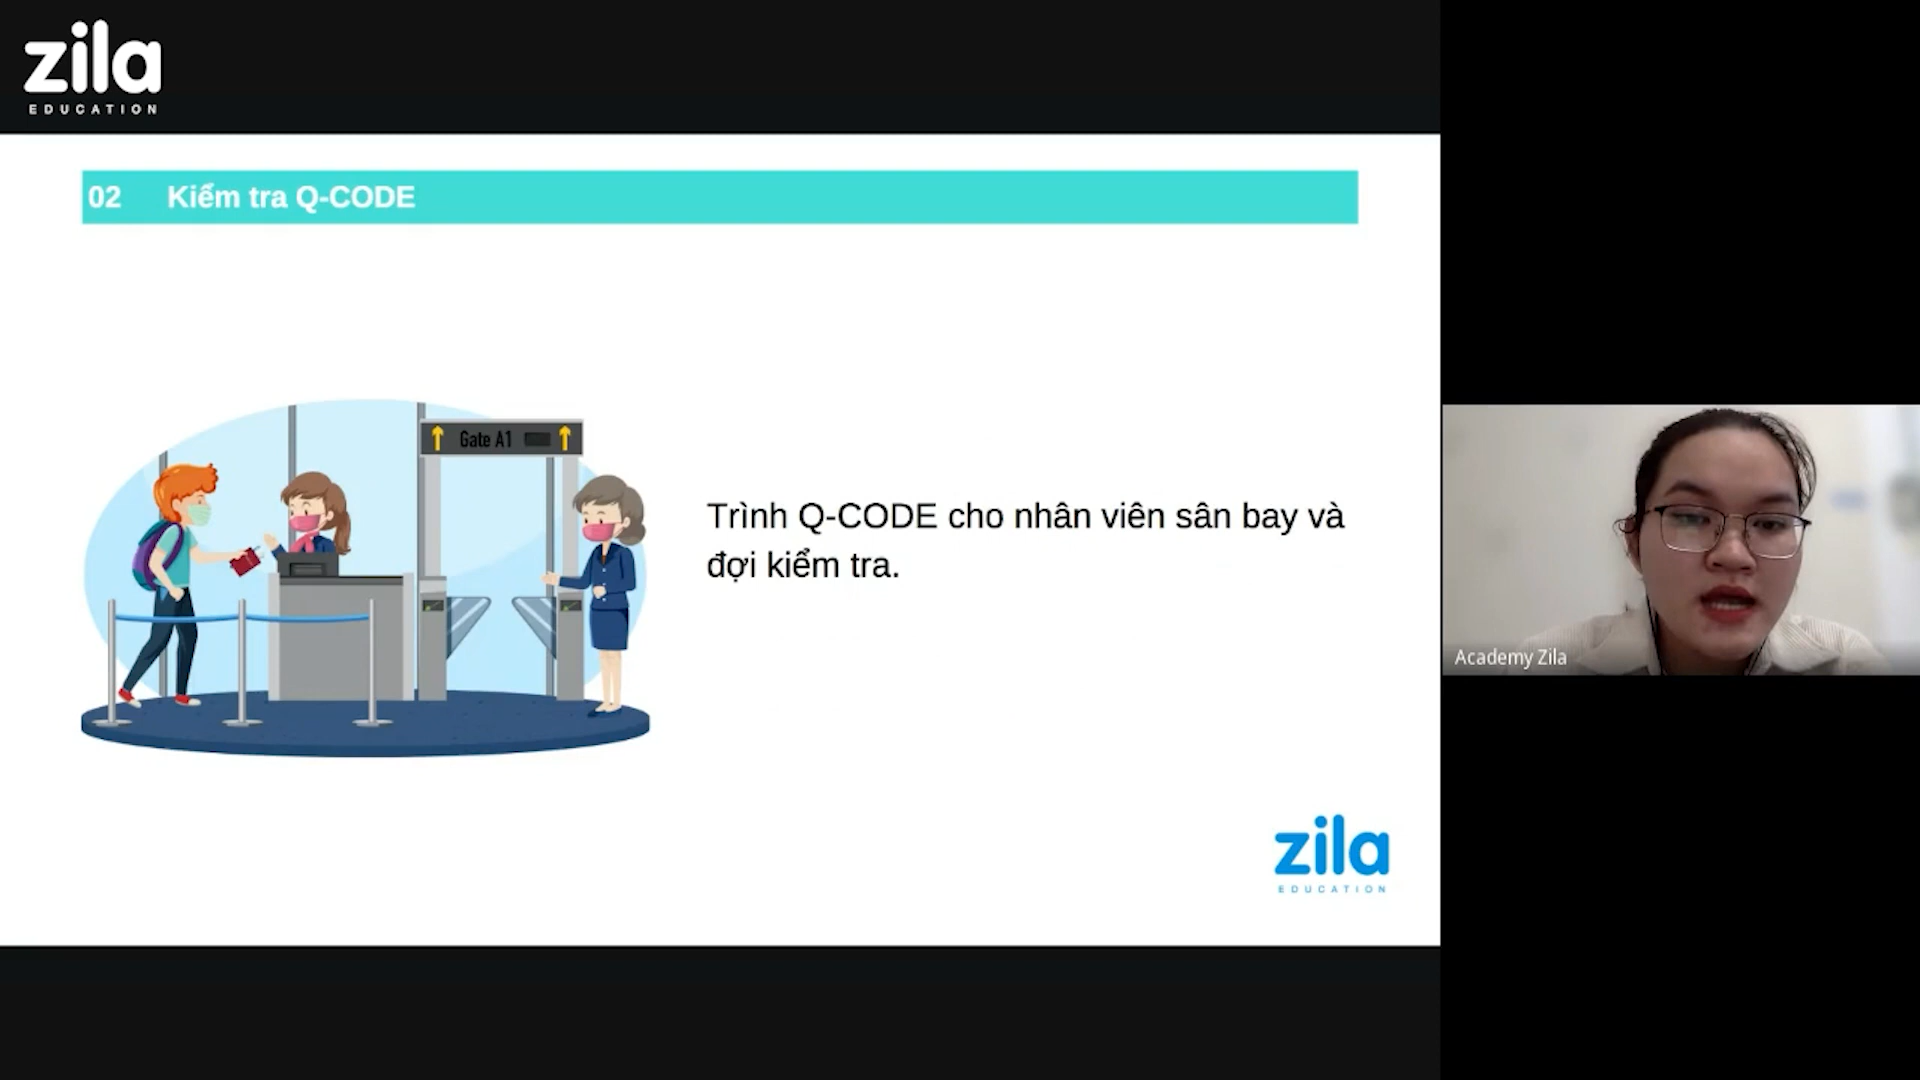 zila
EDUCATION
02 Kiểm tra Q-CODE
Gate A1
Trình Q-CODE cho nhân viên sân bay và
đợi kiểm tra.
Academy Zila
zila
EDUCATION